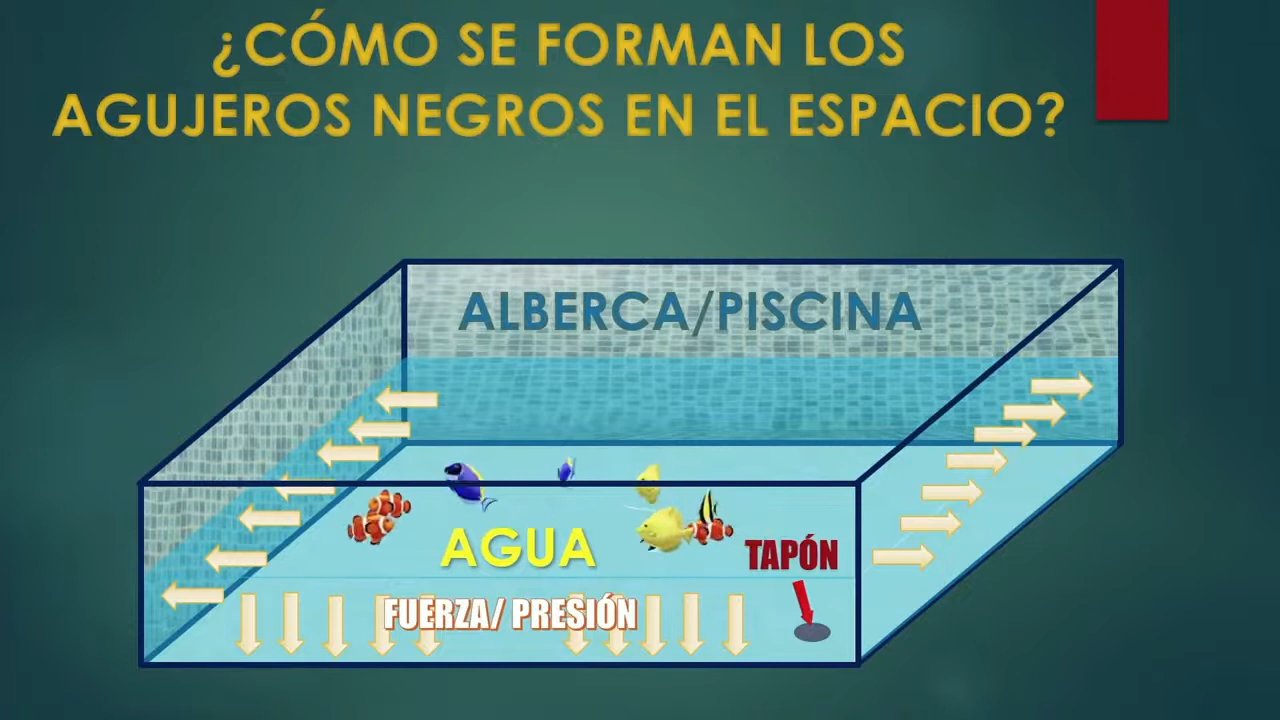 ¿CÓMO SE FORMAN LOS
AGUJEROS NEGROS EN EL ESPACIO?
ALBERCA/PISCINA
AGUA
TAPÓN
FUERZA/ PRESIÓN